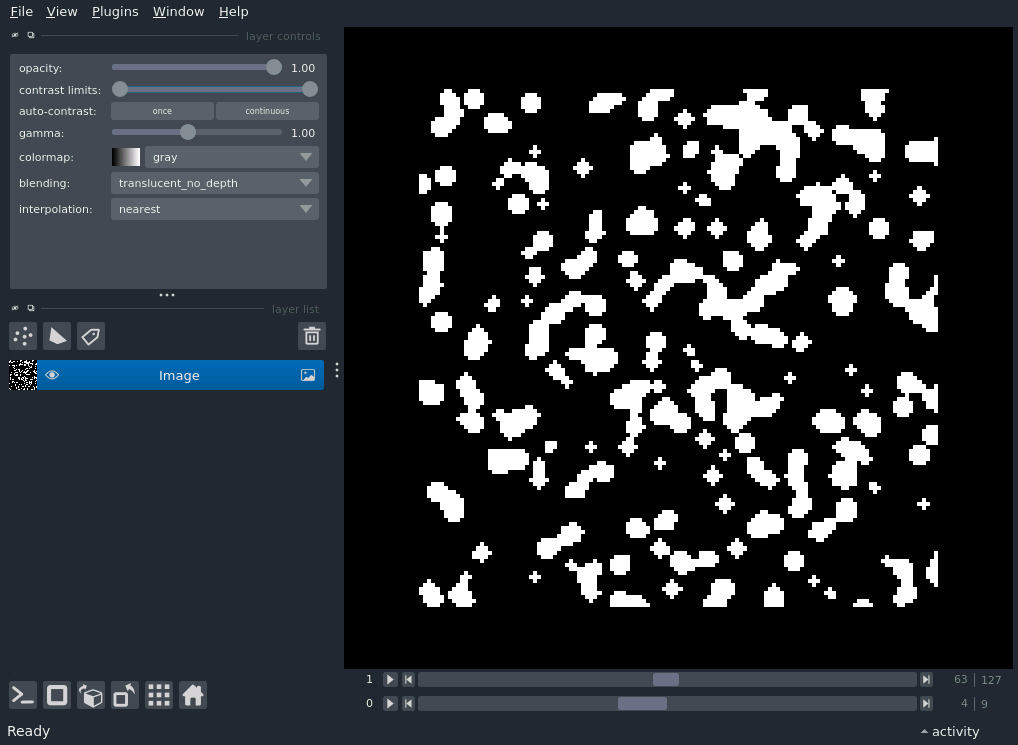 File View Plugins Window Help
layer controls
opacity: 1.00
contrast limits:
auto-contrast: once continuous
gamma: 1.00
colormap: gray
blending: translucent_no_depth
interpolation: nearest
layer list
Image
1 63 127
0 4 9
Ready activity